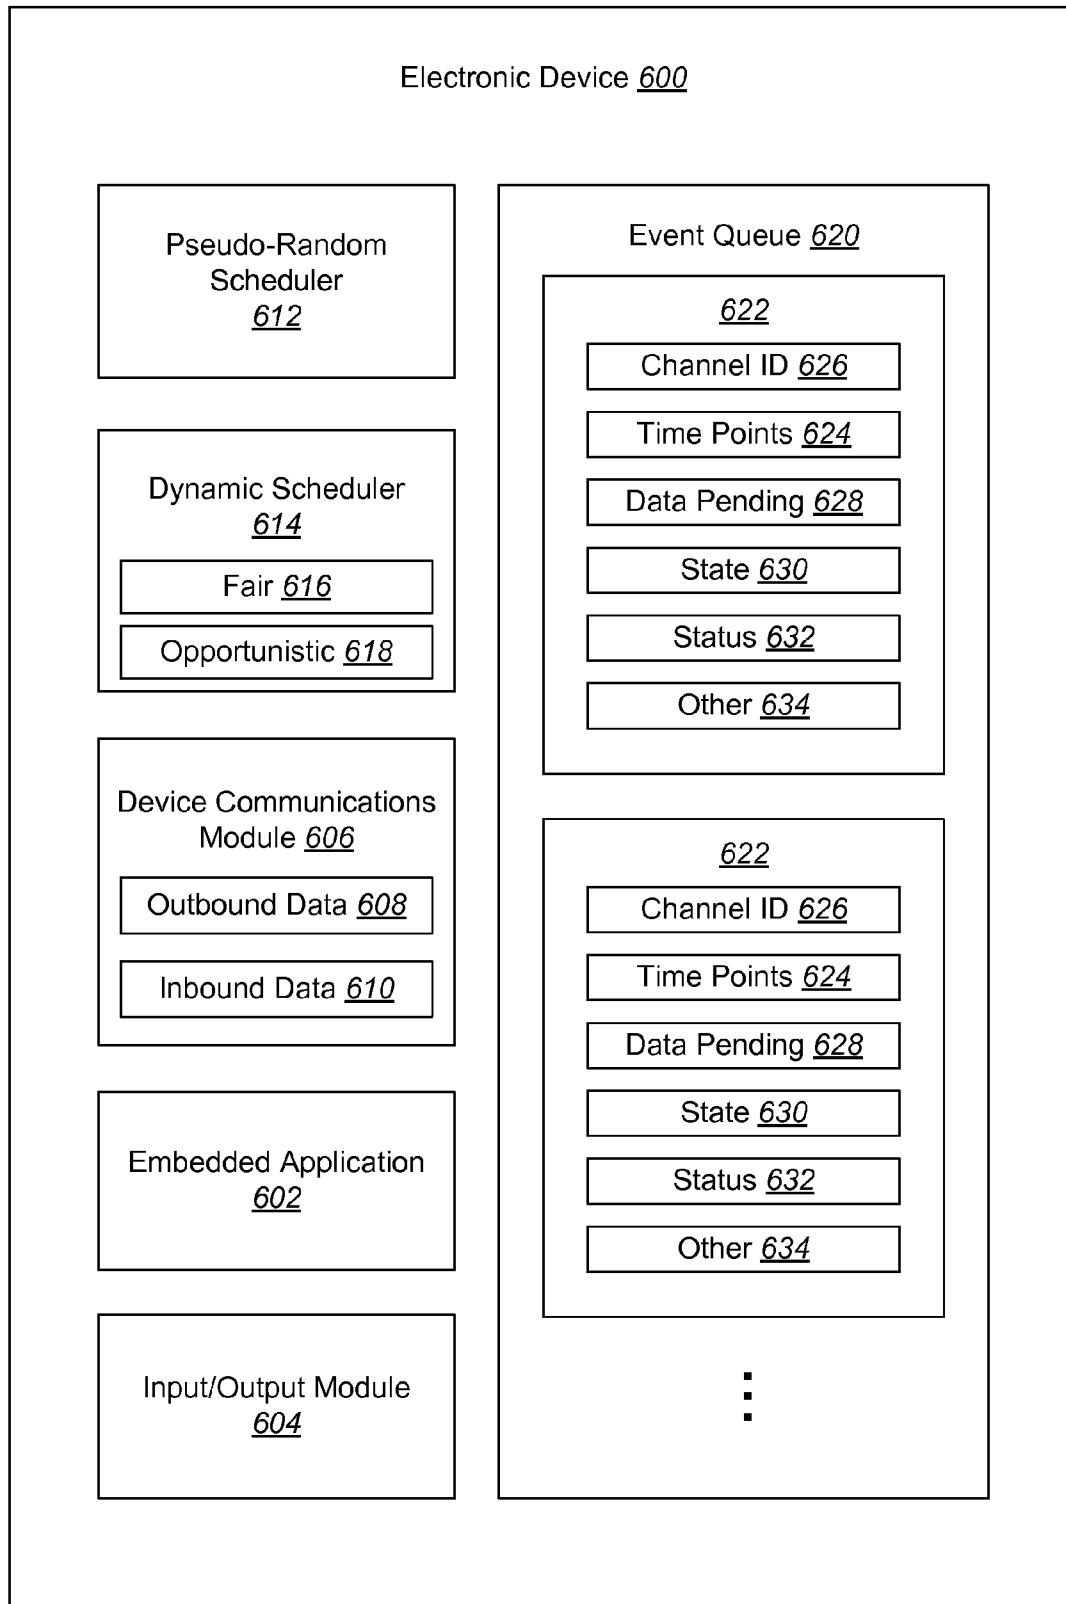 Electronic Device 600
Pseudo-Random
Scheduler
612
Dynamic Scheduler
614
Fair 616
Opportunistic 618
Device Communications
Module 606
Outbound Data 608
Inbound Data 610
Embedded Application
602
Input/Output Module
604
Event Queue 620
622
Channel ID 626
Time Points 624
Data Pending 628
State 630
Status 632
Other 634
622
Channel ID 626
Time Points 624
Data Pending 628
State 630
Status 632
Other 634